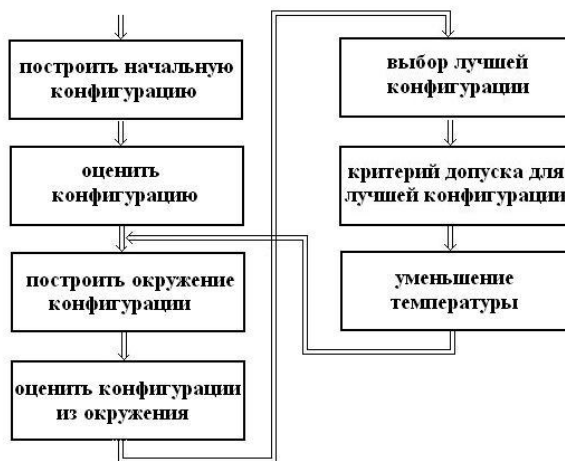 построить начальную
конфигурацию
оценить
конфигурацию
построить окружение
конфигурации
оценить конфигурации
из окружения
выбор лучшей
конфигурации
критерий допуска для
лучшей конфигурации
уменьшение
температуры